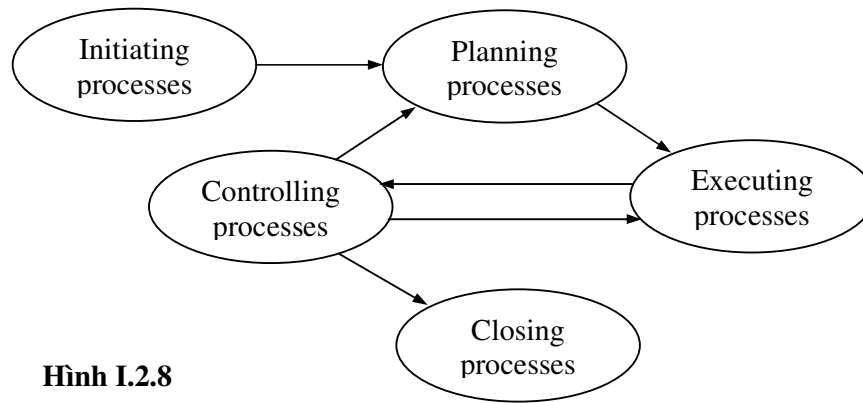 Initiating
processes
Planning
processes
Controlling
processes
Executing
processes
Closing
processes
Hình I.2.8